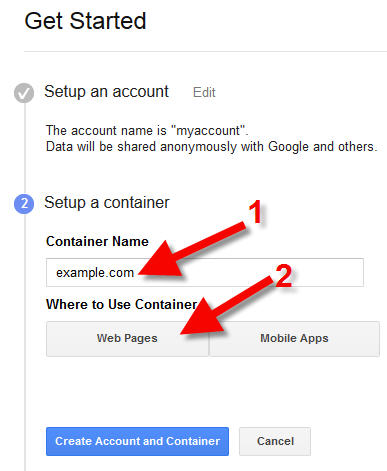 Get Started
Setup an account Edit
The account name is "myaccount".
Data will be shared anonymously with Google and others.
2 Setup a container
1
Container Name
example.com
2
Where to Use Container
Web Pages Mobile Apps
Create Account and Container Cancel